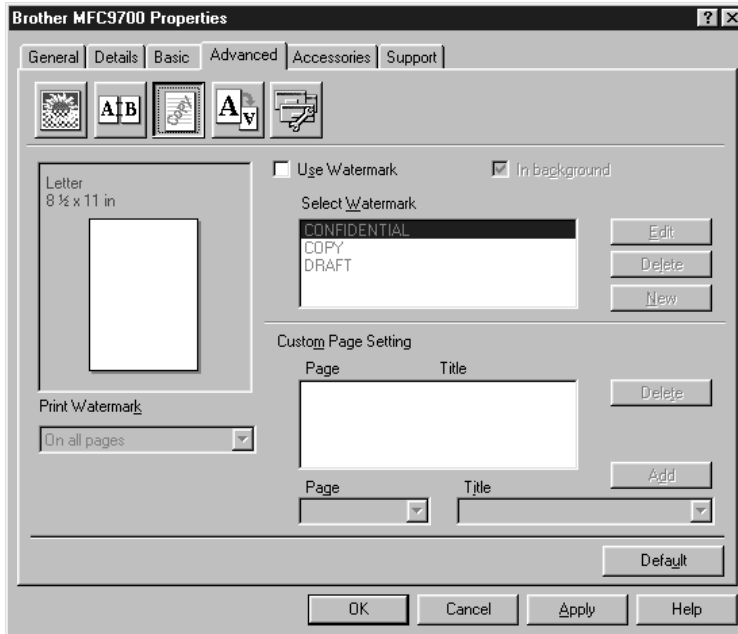 Brother MFC9700 Properties
General Details Basic Advanced Accessories Support
A B COPY A A
Letter
8 ½ x 11 in
Use Watermark In background
Select Watermark
CONFIDENTIAL
COPY
DRAFT
Edit
Delete
New
Custom Page Setting
Page Title
Delete
Print Watermark
On all pages
Add
Page Title
Default
OK Cancel Apply Help